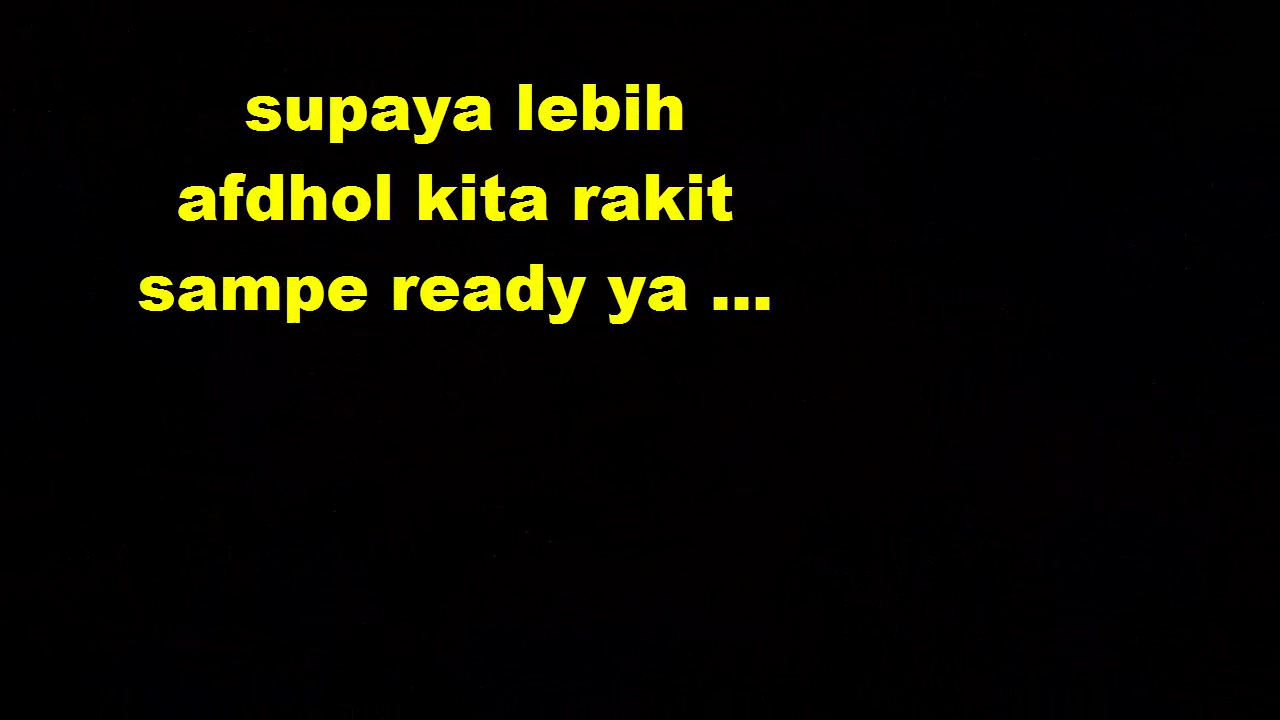 supaya lebih
afdhol kita rakit
sampe ready ya ...